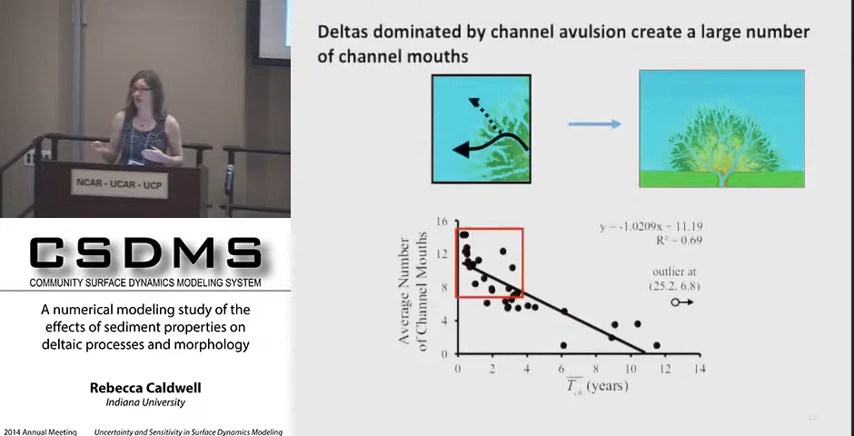 Deltas dominated by channel avulsion create a large number
of channel mouths
NCAR - UCAR - UCP
CSDMS
COMMUNITY SURFACE DYNAMICS MODELING SYSTEM
A numerical modeling study of the
effects of sediment properties on
deltaic processes and morphology
Rebecca Caldwell
Indiana University
2014 Annual Meeting
Uncertainty and Sensitivity in Surface Dynamics Modeling
Average Number
of Channel Mouths
16
12
8
4
0
0 2 4 6 8 10 12 14
(years)
y = -1.0209x + 11.19
R² = 0.69
outlier at
(25.2, 6.8)